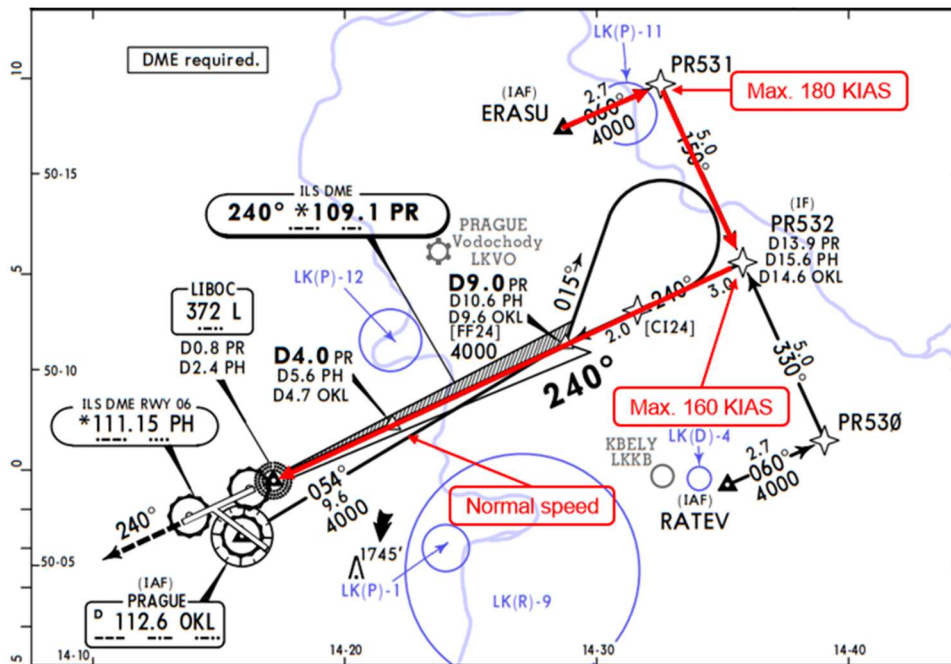 DME required.
LK(P)-11
PR531
Max. 180 KIAS
(IAF)
ERASU
2.7
060°
4000
5.0
150°
ILS DME
240° *109.1 PR
PRAGUE
Vodochody
LKVO
(IF)
PR532
D13.9 PR
D15.6 PH
D14.6 OKL
LK(P)-12
015°
D9.0 PR
D10.6 PH
D9.6 OKL
[FF24]
4000
240°
3.0
2.0
[CI24]
LIBOC
372 L
D0.8 PR
D2.4 PH
D4.0 PR
D5.6 PH
D4.7 OKL
240°
5.0
330°
Max. 160 KIAS
ILS DME RWY 06
*111.15 PH
PR530
KBELY
LKKB
LK(D)-4
2.7
060°
4000
(IAF)
RATEV
054°
9.6
4000
Normal speed
240°
1745'
LK(P)-1
LK(R)-9
(IAF)
PRAGUE
D 112.6 OKL
10
5
0
5
50-15
50-10
50-05
14-10
14-20
14-30
14-40